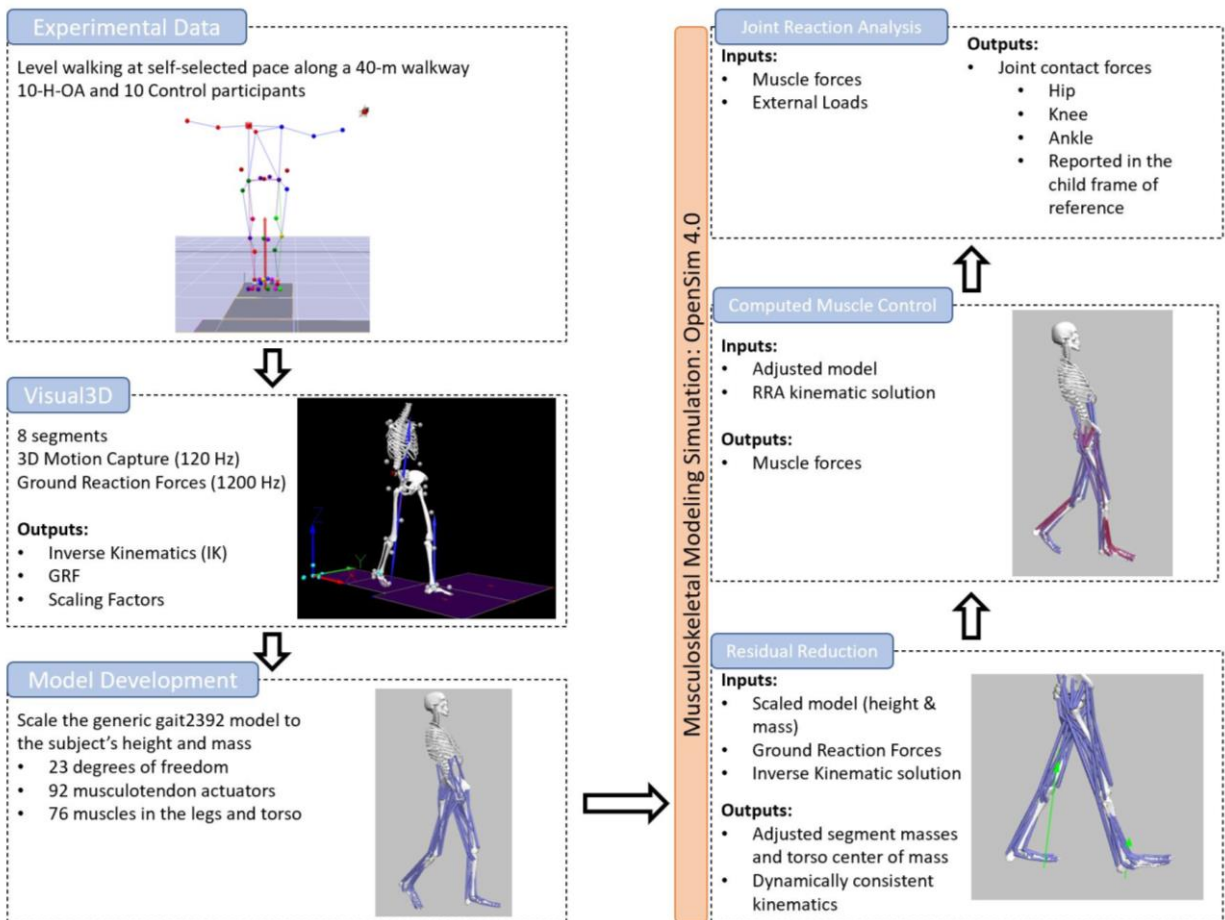 Experimental Data
Level walking at self-selected pace along a 40-m walkway
10-H-OA and 10 Control participants
Visual3D
8 segments
3D Motion Capture (120 Hz)
Ground Reaction Forces (1200 Hz)
Outputs:
• Inverse Kinematics (IK)
• GRF
• Scaling Factors
Z
Y
X
Model Development
Scale the generic gait2392 model to
the subject's height and mass
• 23 degrees of freedom
• 92 musculotendon actuators
• 76 muscles in the legs and torso
Musculoskeletal Modeling Simulation: OpenSim 4.0
Joint Reaction Analysis
Inputs:
• Muscle forces
• External Loads
Outputs:
• Joint contact forces
• Hip
• Knee
• Ankle
• Reported in the
child frame of
reference
Computed Muscle Control
Inputs:
• Adjusted model
• RRA kinematic solution
Outputs:
• Muscle forces
Residual Reduction
Inputs:
• Scaled model (height &
mass)
• Ground Reaction Forces
• Inverse Kinematic solution
Outputs:
• Adjusted segment masses
and torso center of mass
• Dynamically consistent
kinematics